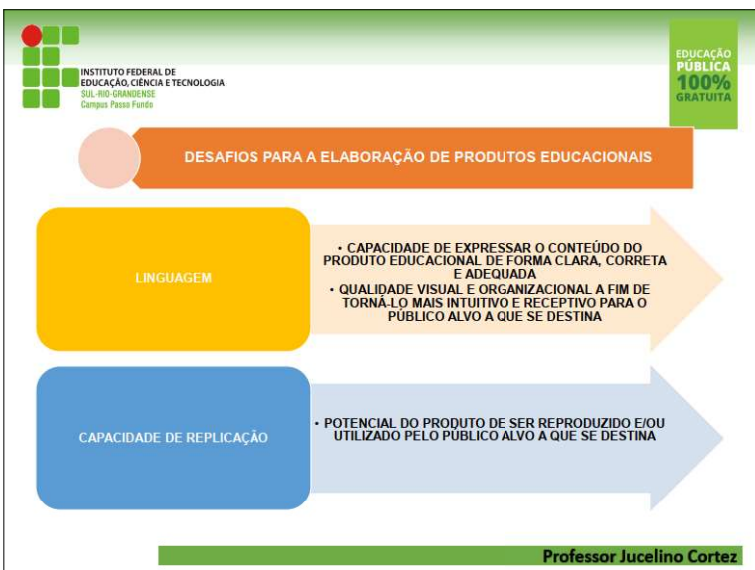 INSTITUTO FEDERAL DE
EDUCAÇÃO, CIÊNCIA E TECNOLOGIA
SUL-RIO-GRANDENSE
Campus Passo Fundo
EDUCAÇÃO
PÚBLICA
100%
GRATUITA
DESAFIOS PARA A ELABORAÇÃO DE PRODUTOS EDUCACIONAIS
LINGUAGEM
• CAPACIDADE DE EXPRESSAR O CONTEÚDO DO
PRODUTO EDUCACIONAL DE FORMA CLARA, CORRETA
E ADEQUADA
• QUALIDADE VISUAL E ORGANIZACIONAL A FIM DE
TORNÁ-LO MAIS INTUITIVO E RECEPTIVO PARA O
PÚBLICO ALVO A QUE SE DESTINA
CAPACIDADE DE REPLICAÇÃO
• POTENCIAL DO PRODUTO DE SER REPRODUZIDO E/OU
UTILIZADO PELO PÚBLICO ALVO A QUE SE DESTINA
Professor Jucelino Cortez